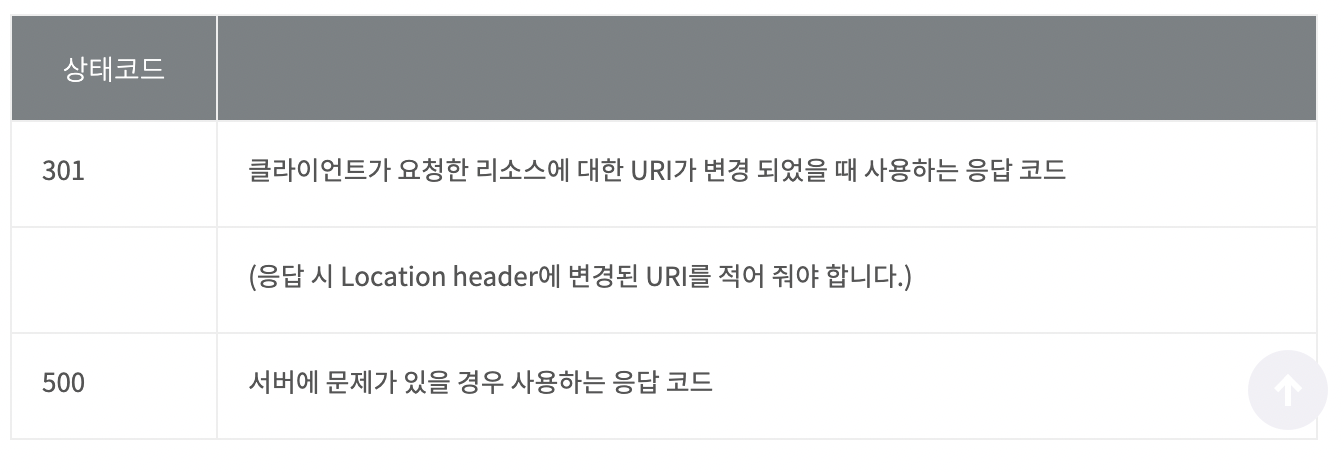 상태코드
301
클라이언트가 요청한 리소스에 대한 URI가 변경 되었을 때 사용하는 응답 코드
(응답 시 Location header에 변경된 URI를 적어 줘야 합니다.)
500
서버에 문제가 있을 경우 사용하는 응답 코드